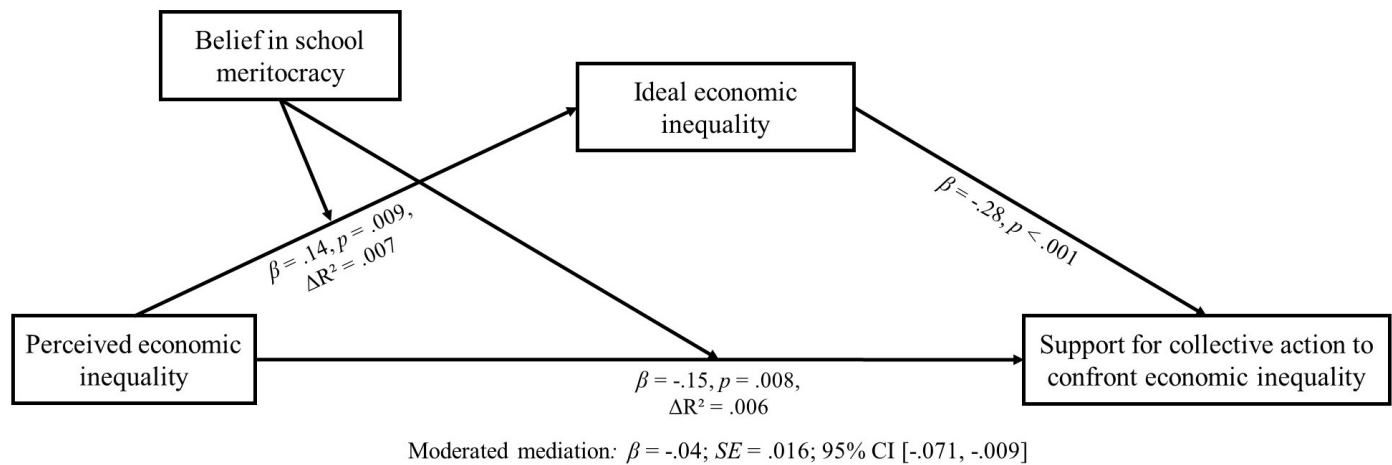 Belief in school
meritocracy
Ideal economic
inequality
β = .14, p = .009,
ΔR² = .007
β = -.28, p < .001
Perceived economic
inequality
β = -.15, p = .008,
ΔR² = .006
Support for collective action to
confront economic inequality
Moderated mediation: β = -.04; SE = .016; 95% CI [-.071, -.009]